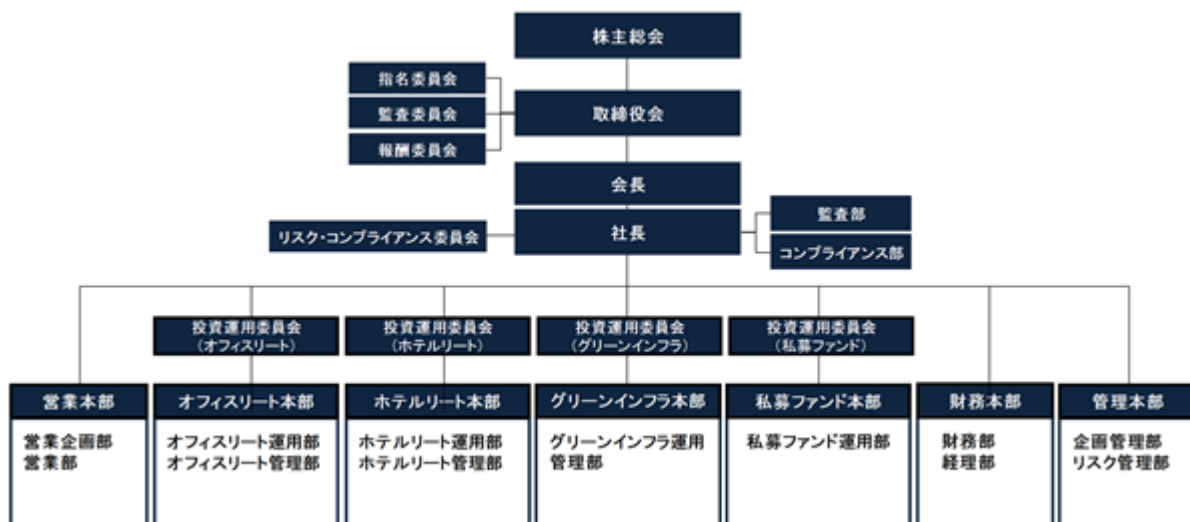 株主総会
指名委員会
監査委員会
報酬委員会
取締役会
会長
社長
リスク・コンプライアンス委員会
監査部
コンプライアンス部
投資運用委員会
(オフィスリート)
投資運用委員会
(ホテルリート)
投資運用委員会
(グリーンインフラ)
投資運用委員会
(私募ファンド)
営業本部
営業企画部
営業部
オフィスリート本部
オフィスリート運用部
オフィスリート管理部
ホテルリート本部
ホテルリート運用部
ホテルリート管理部
グリーンインフラ本部
グリーンインフラ運用
管理部
私募ファンド本部
私募ファンド運用部
財務本部
財務部
経理部
管理本部
企画管理部
リスク管理部